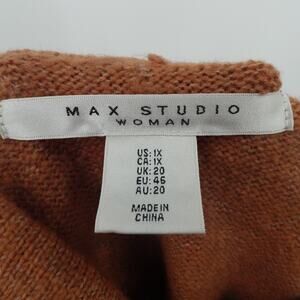 MAX STUDIO
WOMAN
US: 1X
CA: 1X
UK: 20
EU: 46
AU: 20
MADE IN
CHINA